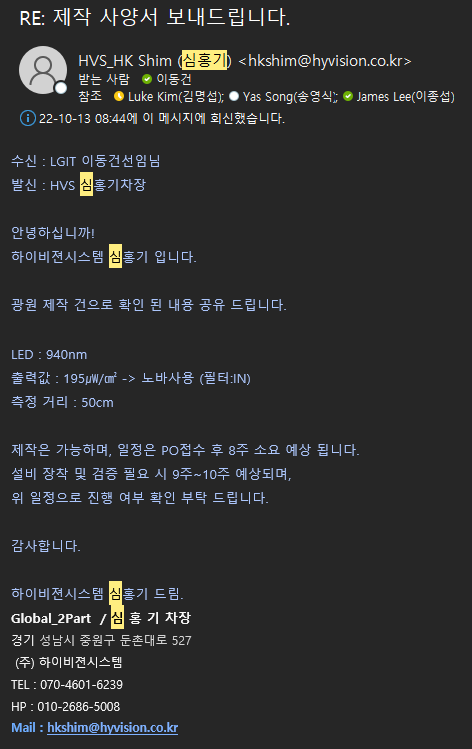 RE: 제작 사양서 보내드립니다.
HVS_HK Shim (심홍기) <hkshim@hyvision.co.kr>
받는 사람 이동건
참조 Luke Kim(김명섭); Yas Song(송영식); James Lee(이종섭)
22-10-13 08:44에 이 메시지에 회신했습니다.
수신 : LGIT 이동건선임님
발신 : HVS 심홍기차장
안녕하십니까!
하이비젼시스템 심홍기 입니다.
광원 제작 건으로 확인 된 내용 공유 드립니다.
LED : 940nm
출력값 : 195㎼/㎠ -> 노바사용 (필터:IN)
측정 거리 : 50cm
제작은 가능하며, 일정은 PO접수 후 8주 소요 예상 됩니다.
설비 장착 및 검증 필요 시 9주~10주 예상되며,
위 일정으로 진행 여부 확인 부탁 드립니다.
감사합니다.
하이비젼시스템 심홍기 드림.
Global_2Part / 심 홍 기 차장
경기 성남시 중원구 둔촌대로 527
(주) 하이비젼시스템
TEL : 070-4601-6239
HP : 010-2686-5008
Mail : hkshim@hyvision.co.kr